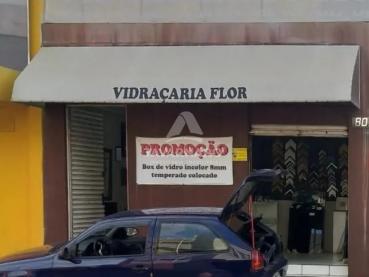 VIDRAÇARIA FLOR
80
PROMOÇÃO
Box de vidro incolor 8mm
temperado colocado